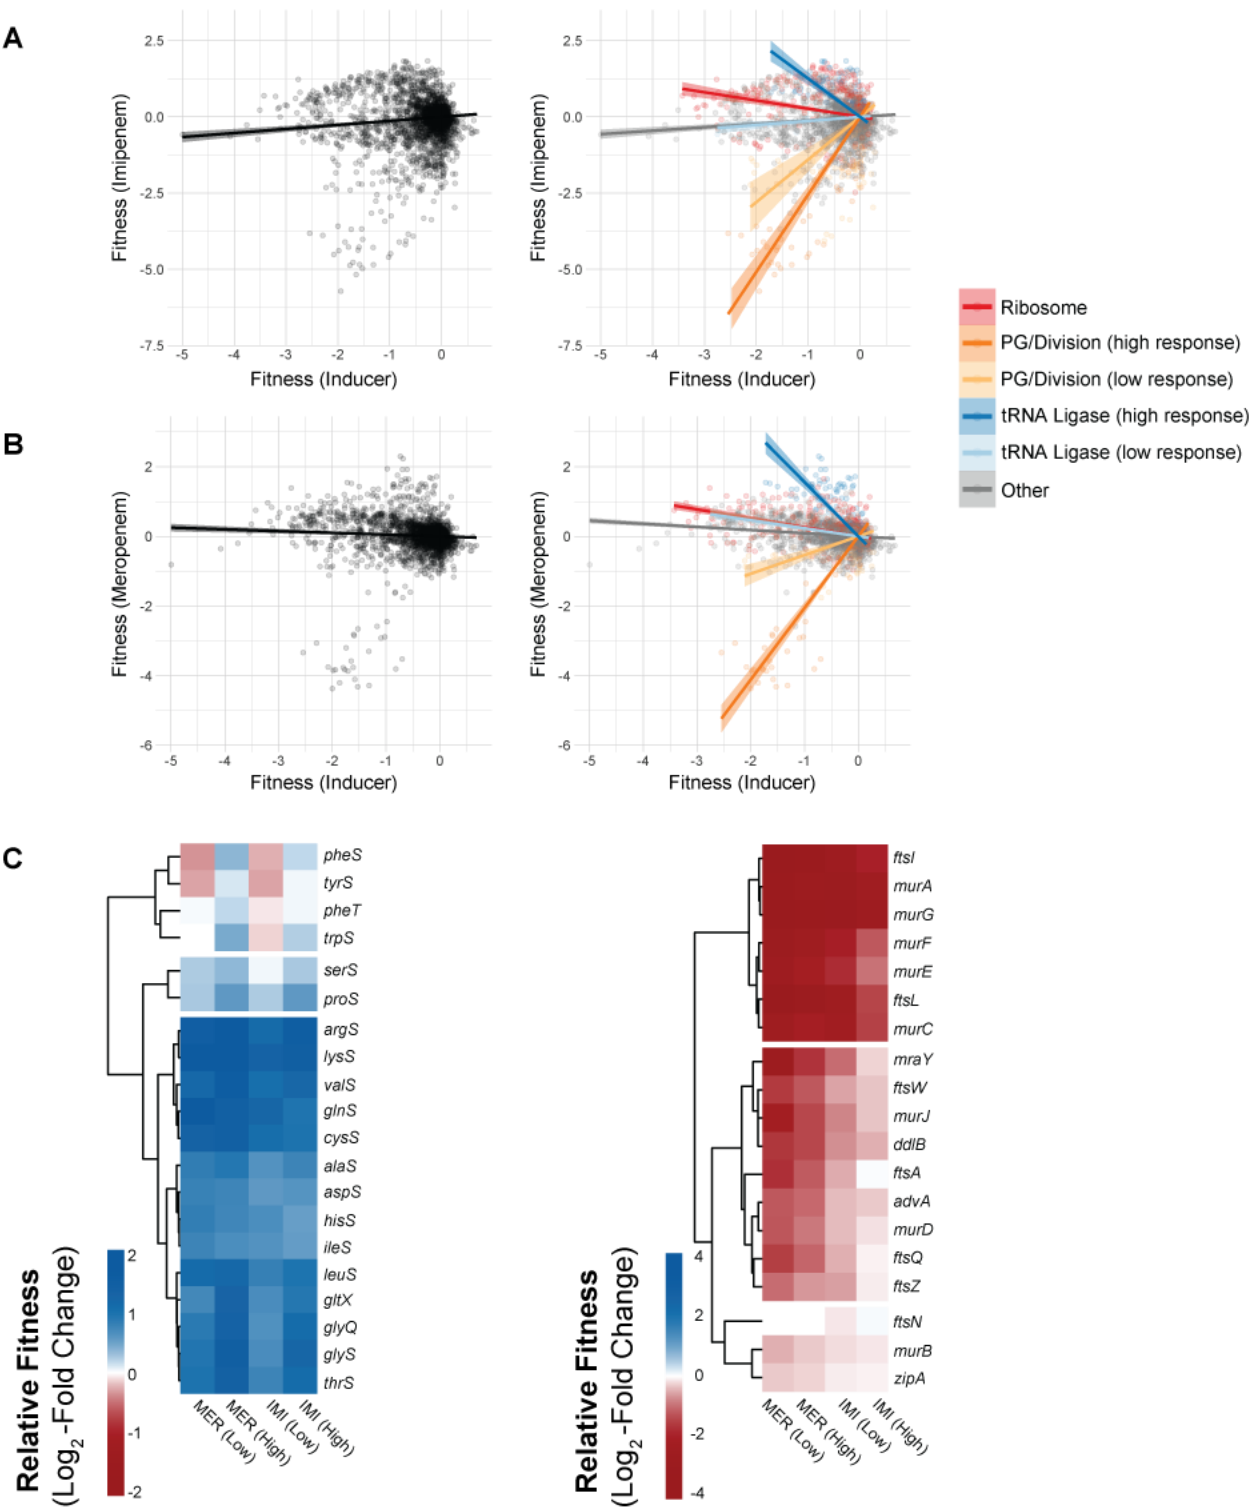 A
2.5
0.0
-2.5
-5.0
-7.5
Fitness (Imipenem)
-5 -4 -3 -2 -1 0
Fitness (Inducer)
2.5
0.0
-2.5
-5.0
-7.5
Fitness (Imipenem)
-5 -4 -3 -2 -1 0
Fitness (Inducer)
Ribosome
PG/Division (high response)
PG/Division (low response)
tRNA Ligase (high response)
tRNA Ligase (low response)
Other
B
2
0
-2
-4
-6
Fitness (Meropenem)
-5 -4 -3 -2 -1 0
Fitness (Inducer)
2
0
-2
-4
-6
Fitness (Meropenem)
-5 -4 -3 -2 -1 0
Fitness (Inducer)
C
pheS
tyrS
pheT
trpS
serS
proS
argS
lysS
valS
glnS
cysS
alaS
aspS
hisS
ileS
leuS
gltX
glyQ
glyS
thrS
MER (Low)
MER (High)
IMI (Low)
IMI (High)
Relative Fitness
(Log2-Fold Change)
2
1
0
-1
-2
ftsI
murA
murG
murF
murE
ftsL
murC
mraY
ftsW
murJ
ddlB
ftsA
advA
murD
ftsQ
ftsZ
ftsN
murB
zipA
MER (Low)
MER (High)
IMI (Low)
IMI (High)
Relative Fitness
(Log2-Fold Change)
4
2
0
-2
-4